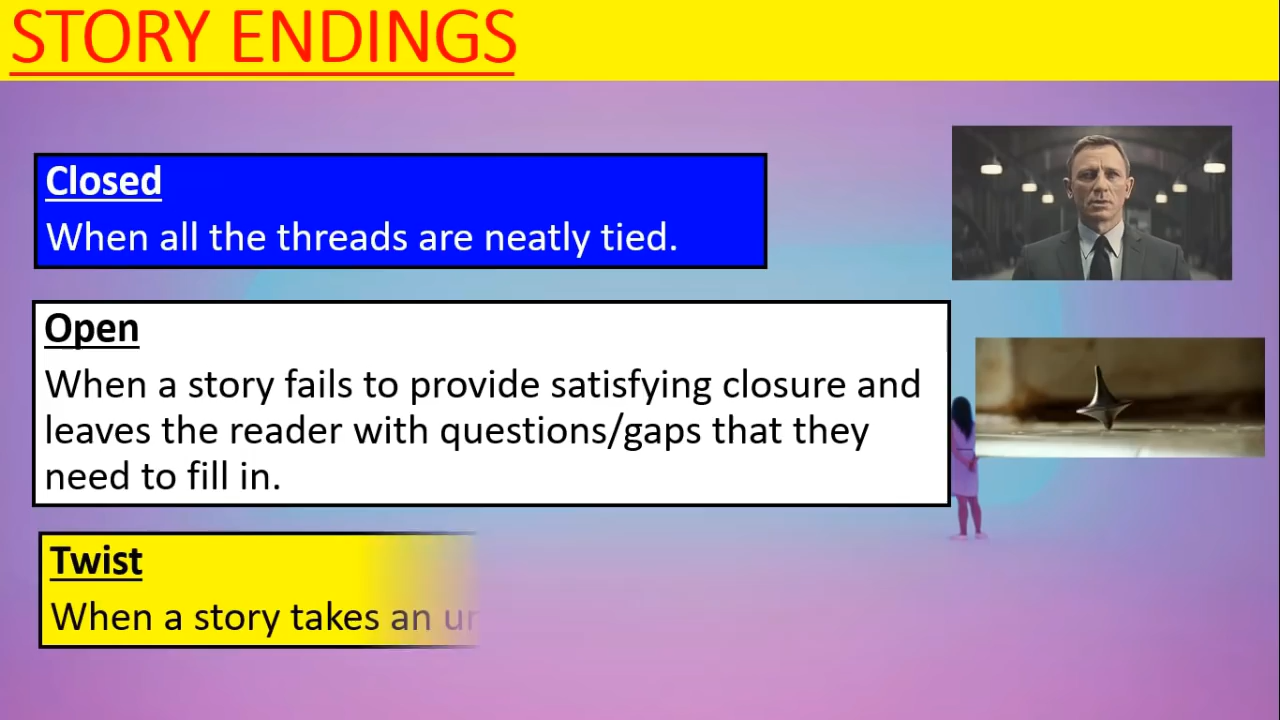 STORY ENDINGS
Closed
When all the threads are neatly tied.
Open
When a story fails to provide satisfying closure and
leaves the reader with questions/gaps that they
need to fill in.
Twist
When a story takes an